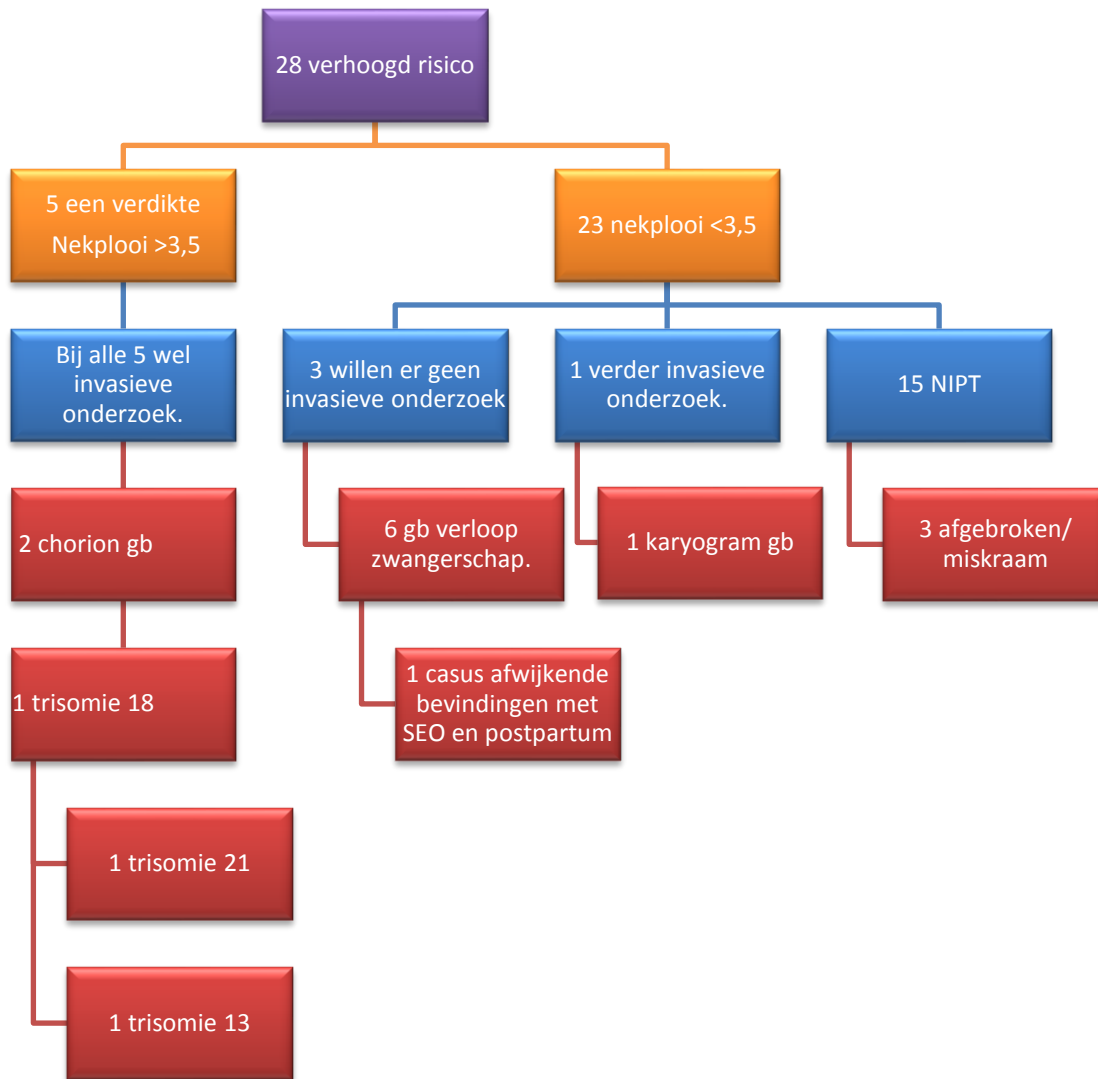 28 verhoogd risico
5 een verdikte
Nekplooi >3,5
23 nekplooi <3,5
Bij alle 5 wel
invasieve
onderzoek.
3 willen er geen
invasieve onderzoek
1 verder invasieve
onderzoek.
15 NIPT
2 chorion gb
6 gb verloop
zwangerschap.
1 karyogram gb
3 afgebroken/
miskraam
1 trisomie 18
1 casus afwijkende
bevindingen met
SEO en postpartum
1 trisomie 21
1 trisomie 13